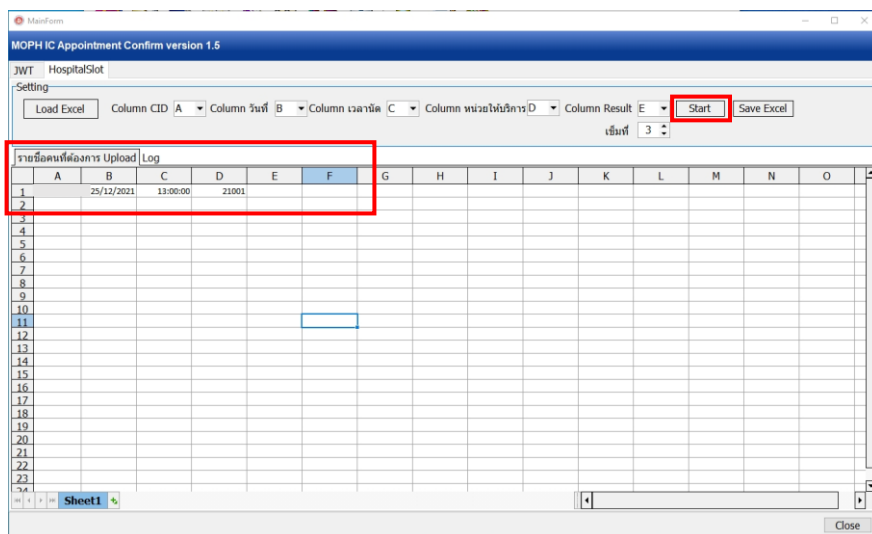 MainForm
MOPH IC Appointment Confirm version 1.5
JWT HospitalSlot
Setting
Load Excel Column CID A Column วันที่ B Column เวลานัด C Column หน่วยให้บริการ D Column Result E Start Save Excel
เข็มที่ 3
รายชื่อคนที่ต้องการ Upload Log
A B C D E F G H I J K L M N O
1 25/12/2021 13:00:00 21001
2
3
4
5
6
7
8
9
10
11
12
13
14
15
16
17
18
19
20
21
22
23
24
Sheet1
Close